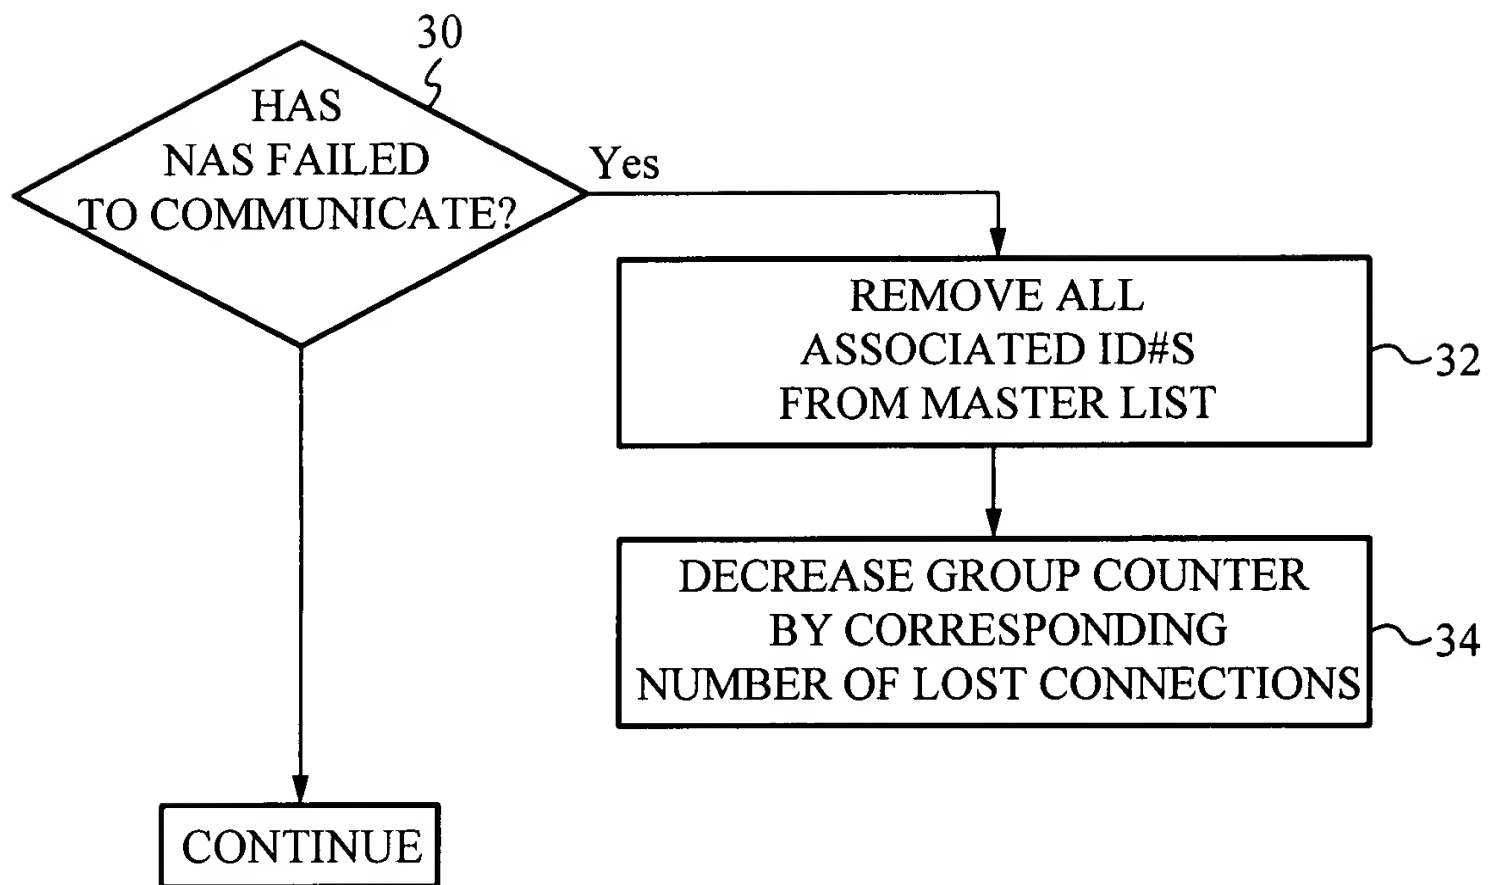 30
HAS
NAS FAILED
TO COMMUNICATE?
Yes
REMOVE ALL
ASSOCIATED ID#S
FROM MASTER LIST
32
DECREASE GROUP COUNTER
BY CORRESPONDING
NUMBER OF LOST CONNECTIONS
34
CONTINUE